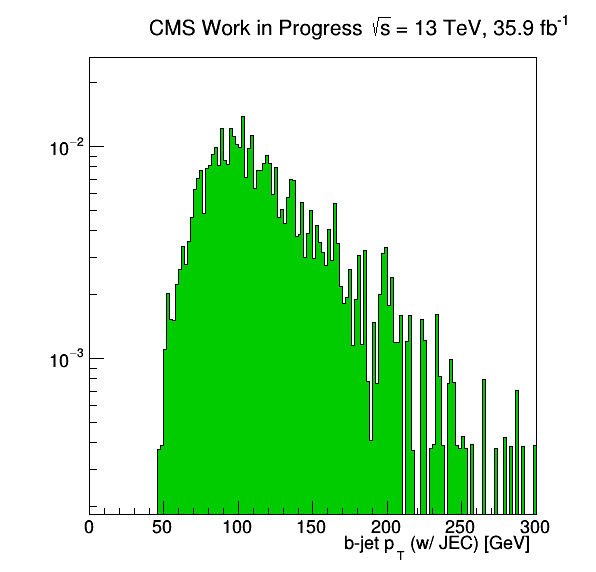 CMS Work in Progress √s = 13 TeV, 35.9 fb⁻¹
10⁻²
10⁻³
0 50 100 150 200 250 300
b-jet p_T (w/ JEC) [GeV]